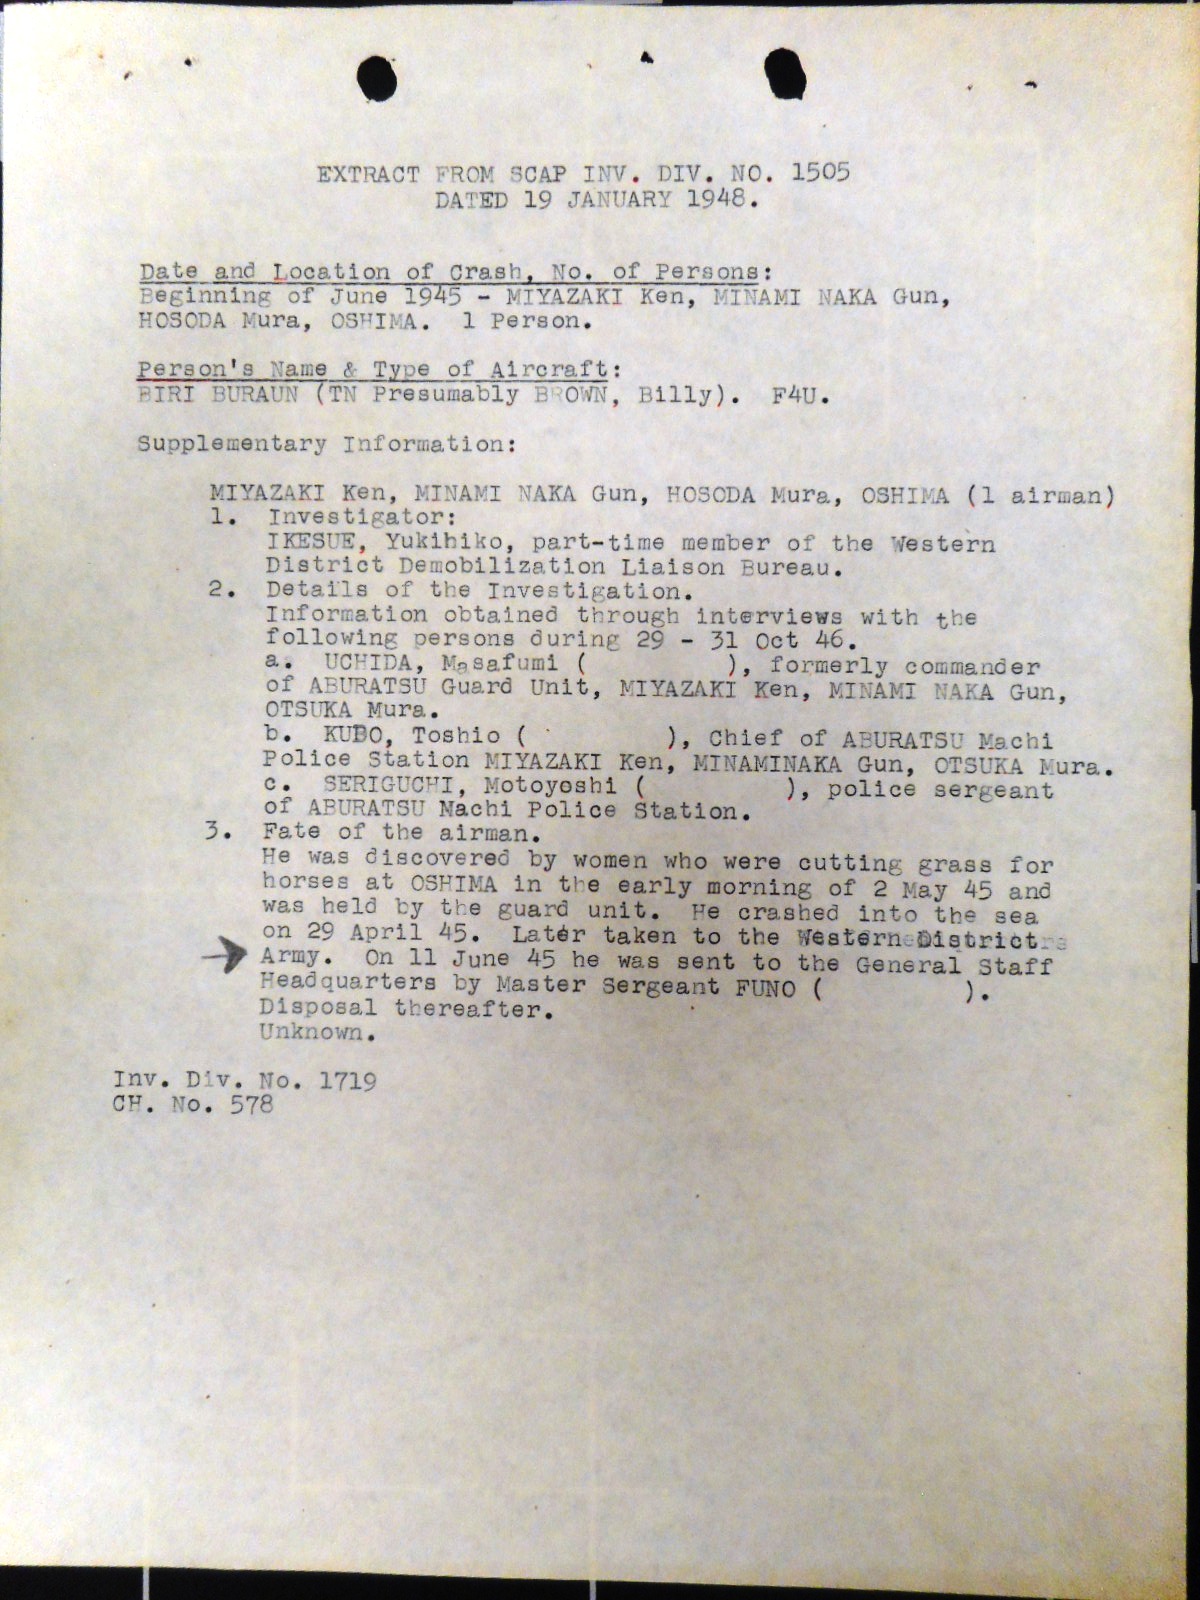 EXTRACT FROM SCAP INV. DIV. NO. 1505
DATED 19 JANUARY 1948.
Date and Location of Crash, No. of Persons:
Beginning of June 1945 - MIYAZAKI Ken, MINAMI NAKA Gun,
HOSODA Mura, OSHIMA. 1 Person.
Person's Name & Type of Aircraft:
BIRI BURAUN (TN Presumably BROWN, Billy). F4U.
Supplementary Information:
MIYAZAKI Ken, MINAMI NAKA Gun, HOSODA Mura, OSHIMA (1 airman)
1. Investigator:
IKESUE, Yukihiko, part-time member of the Western
District Demobilization Liaison Bureau.
2. Details of the Investigation.
Information obtained through interviews with the
following persons during 29 - 31 Oct 46.
a. UCHIDA, Masafumi ( ), formerly commander
of ABURATSU Guard Unit, MIYAZAKI Ken, MINAMI NAKA Gun,
OTSUKA Mura.
b. KUBO, Toshio ( ), Chief of ABURATSU Machi
Police Station MIYAZAKI Ken, MINAMINAKA Gun, OTSUKA Mura.
c. SERIGUCHI, Motoyoshi ( ), police sergeant
of ABURATSU Machi Police Station.
3. Fate of the airman.
He was discovered by women who were cutting grass for
horses at OSHIMA in the early morning of 2 May 45 and
was held by the guard unit. He crashed into the sea
on 29 April 45. Later taken to the Western District
Army. On 11 June 45 he was sent to the General Staff
Headquarters by Master Sergeant FUNO ( ).
Disposal thereafter.
Unknown.
Inv. Div. No. 1719
CH. No. 578